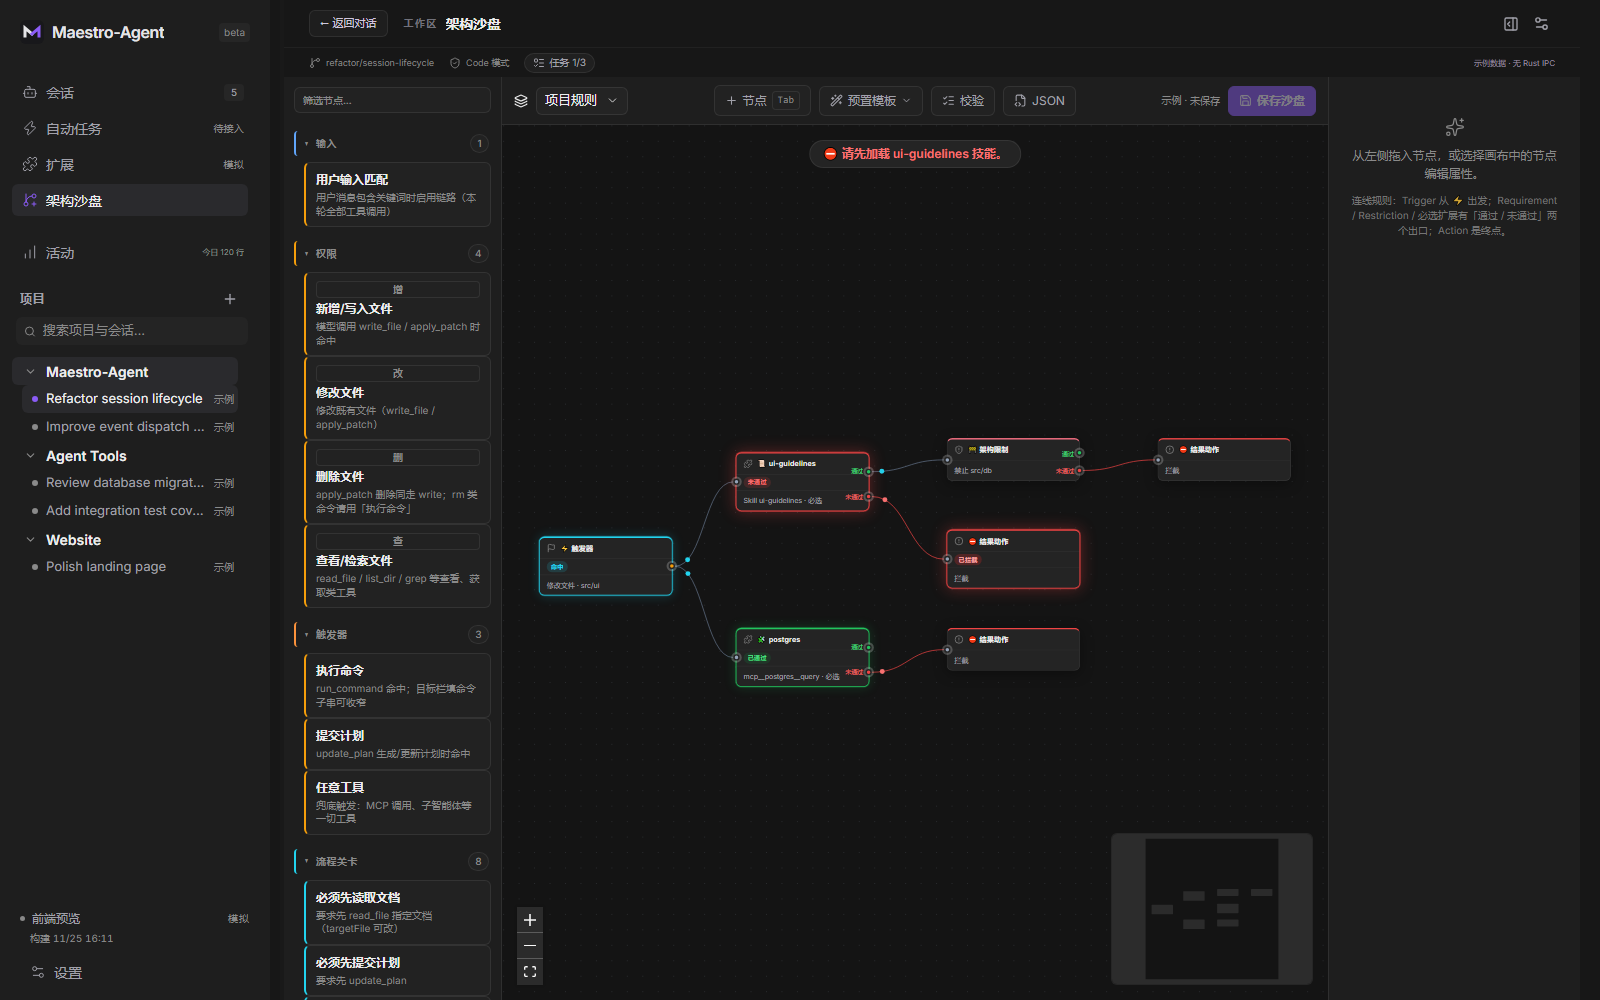 Maestro-Agent
beta
会话
5
自动任务
待接入
扩展
模拟
架构沙盘
活动
今日 120 行
项目
搜索项目与会话...
Maestro-Agent
Refactor session lifecycle
示例
Improve event dispatch ...
示例
Agent Tools
Review database migrat...
示例
Add integration test cov...
示例
Website
Polish landing page
示例
前端预览
模拟
构建 11/25 16:11
设置
← 返回对话
工作区
架构沙盘
refactor/session-lifecycle
Code 模式
任务 1/3
示例数据 · 无 Rust IPC
筛选节点...
输入
1
用户输入匹配
用户消息包含关键词时启用链路（本
轮全部工具调用）
权限
4
增
新增/写入文件
模型调用 write_file / apply_patch 时
命中
改
修改文件
修改既有文件（write_file /
apply_patch）
删
删除文件
apply_patch 删除同走 write；rm 类
命令请用「执行命令」
查
查看/检索文件
read_file / list_dir / grep 等查看、获
取类工具
触发器
3
执行命令
run_command 命中；目标栏填命令
子串可收窄
提交计划
update_plan 生成/更新计划时命中
任意工具
兜底触发：MCP 调用、子智能体等
一切工具
流程关卡
8
必须先读取文档
要求先 read_file 指定文档
（targetFile 可改）
必须先提交计划
要求先 update_plan
项目规则
节点
Tab
预置模板
校验
JSON
示例 · 未保存
保存沙盘
请先加载 ui-guidelines 技能。
触发器
命中
修改文件 · src/ui
ui-guidelines
通过
未通过
未通过
Skill ui-guidelines · 必选
架构限制
通过
禁止 src/db
未通过
结果动作
拦截
结果动作
已拦截
拦截
postgres
通过
已通过
未通过
mcp__postgres__query · 必选
结果动作
拦截
从左侧拖入节点，或选择画布中的节点
编辑属性。
连线规则：Trigger 从 ⚡ 出发；Requirement
/ Restriction / 必选扩展有「通过 / 未通过」两
个出口；Action 是终点。